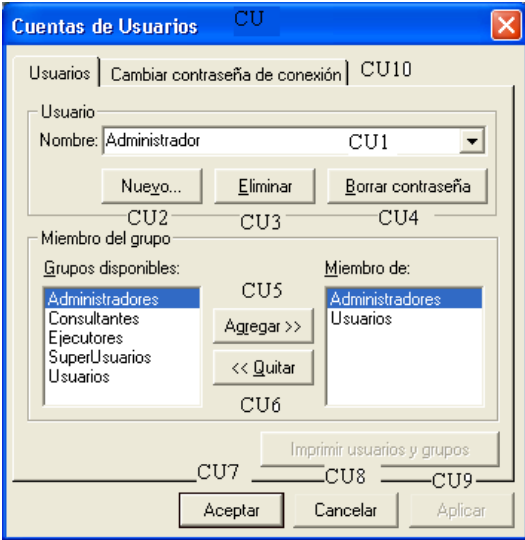 Cuentas de Usuarios CU
Usuarios Cambiar contraseña de conexión CU10
Usuario
Nombre: Administrador CU1
Nuevo... Eliminar Borrar contraseña
CU2 CU3 CU4
Miembro del grupo
Grupos disponibles: Miembro de:
CU5
Administradores Administradores
Consultantes Usuarios
Ejecutores Agregar >>
SuperUsuarios
Usuarios << Quitar
CU6
Imprimir usuarios y grupos
CU7 CU8 CU9
Aceptar Cancelar Aplicar